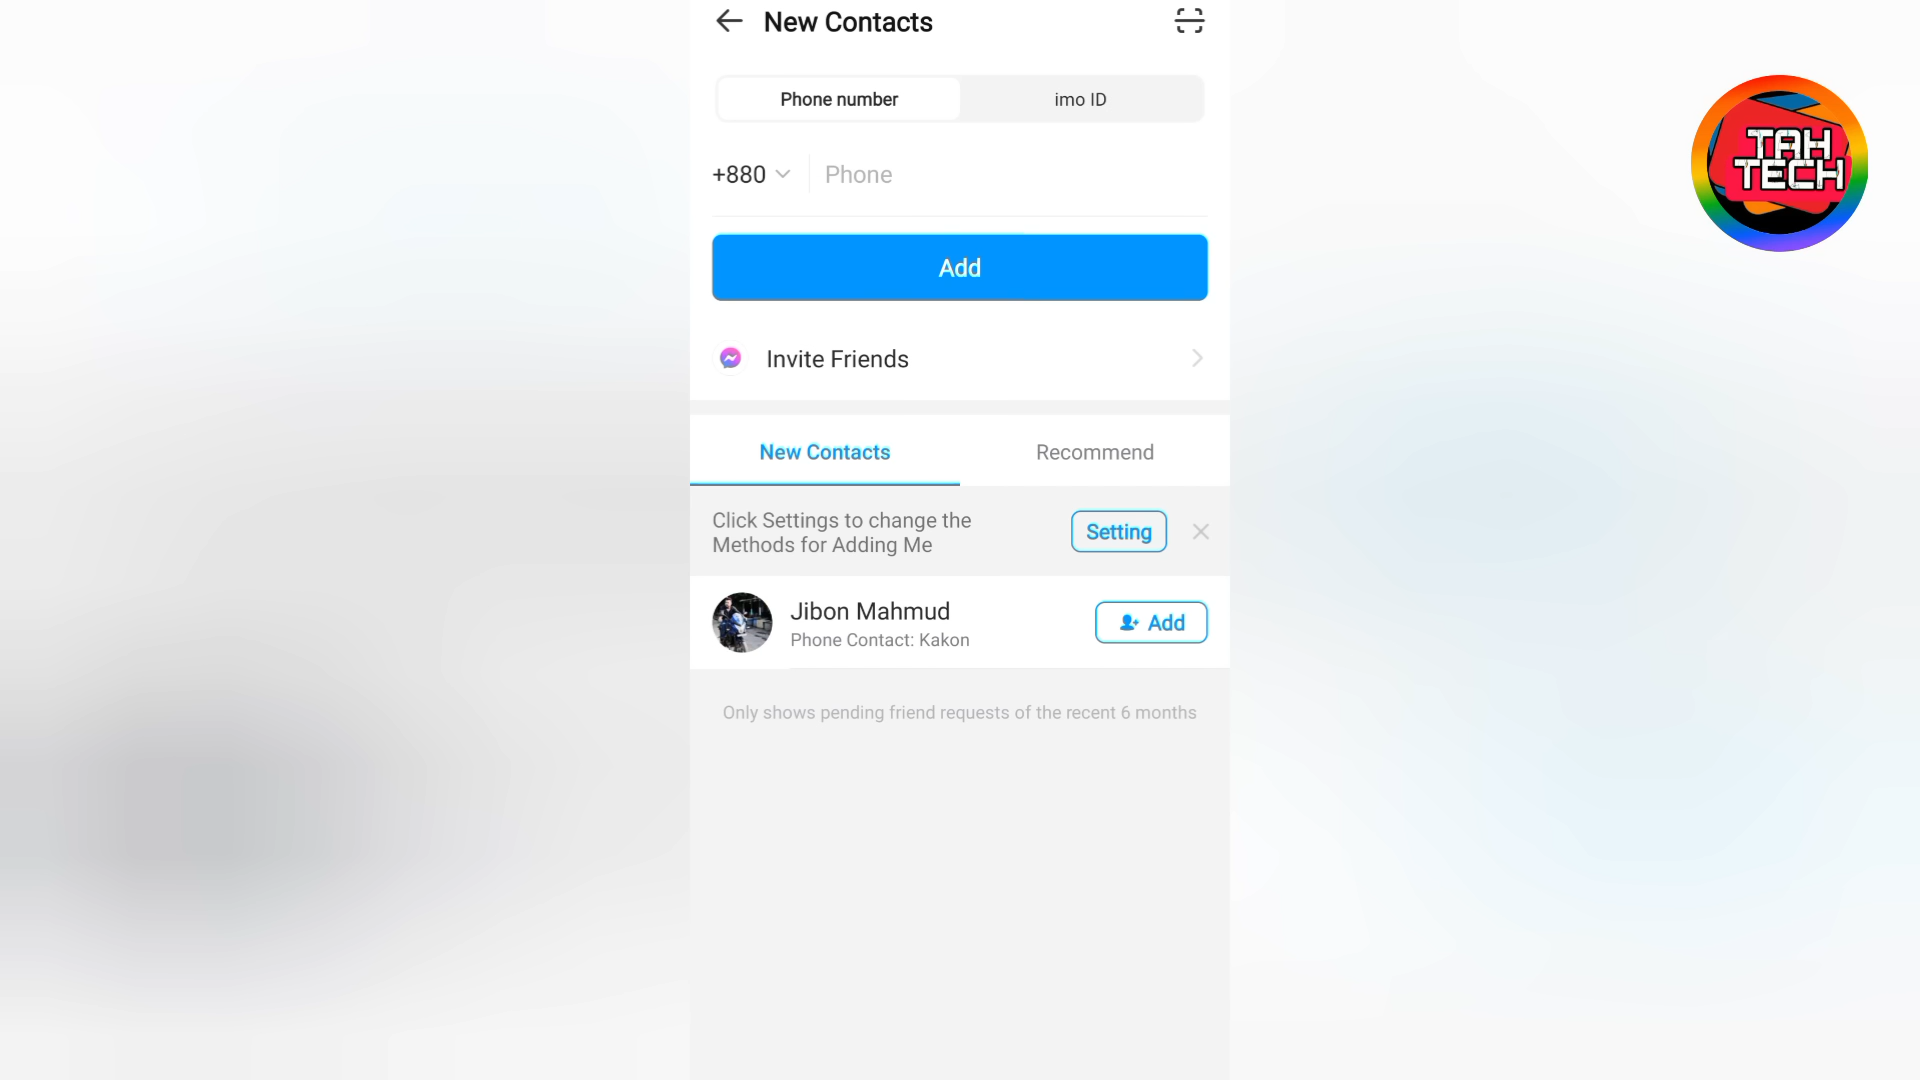 New Contacts
Phone number
imo ID
+880
Phone
Add
Invite Friends
New Contacts
Recommend
Click Settings to change the
Methods for Adding Me
Setting
Jibon Mahmud
Phone Contact: Kakon
Add
Only shows pending friend requests of the recent 6 months
TAH
TECH